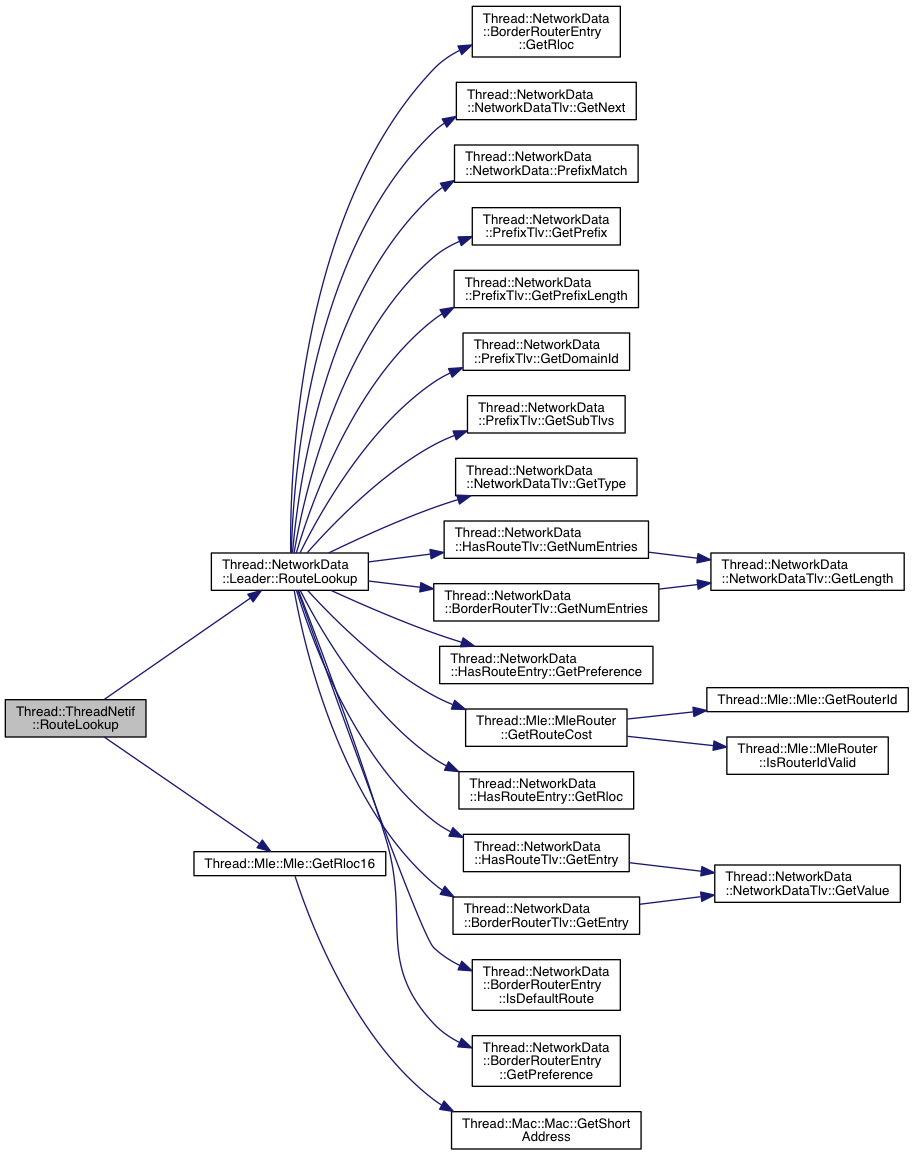 Thread::NetworkData
::BorderRouterEntry
::GetRloc
Thread::NetworkData
::NetworkDataTlv::GetNext
Thread::NetworkData
::NetworkData::PrefixMatch
Thread::NetworkData
::PrefixTlv::GetPrefix
Thread::NetworkData
::PrefixTlv::GetPrefixLength
Thread::NetworkData
::PrefixTlv::GetDomainId
Thread::NetworkData
::PrefixTlv::GetSubTlvs
Thread::NetworkData
::NetworkDataTlv::GetType
Thread::NetworkData
::HasRouteTlv::GetNumEntries
Thread::NetworkData
::NetworkDataTlv::GetLength
Thread::NetworkData
::Leader::RouteLookup
Thread::NetworkData
::BorderRouterTlv::GetNumEntries
Thread::NetworkData
::HasRouteEntry::GetPreference
Thread::ThreadNetif
::RouteLookup
Thread::Mle::MleRouter
::GetRouteCost
Thread::Mle::Mle::GetRouterId
Thread::Mle::MleRouter
::IsRouterIdValid
Thread::NetworkData
::HasRouteEntry::GetRloc
Thread::NetworkData
::HasRouteTlv::GetEntry
Thread::Mle::Mle::GetRloc16
Thread::NetworkData
::NetworkDataTlv::GetValue
Thread::NetworkData
::BorderRouterTlv::GetEntry
Thread::NetworkData
::BorderRouterEntry
::IsDefaultRoute
Thread::NetworkData
::BorderRouterEntry
::GetPreference
Thread::Mac::Mac::GetShort
Address